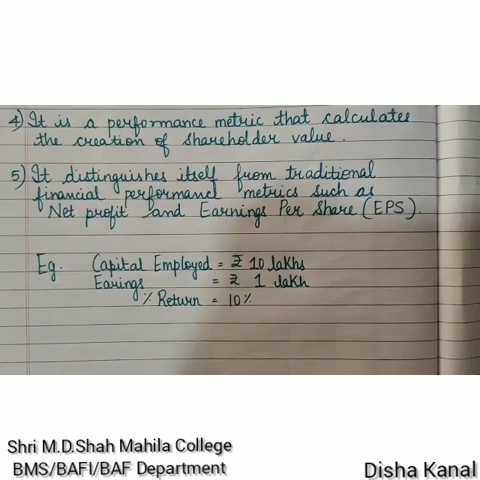 4) It is a performance metric that calculates
the creation of shareholder value.
5) It distinguishes itself from traditional
financial performance metrics such as
Net profit and Earnings Per Share (EPS).
Eg. Capital Employed = ₹ 10 lakhs
Earings = ₹ 1 lakh
% Return = 10%
Shri M.D.Shah Mahila College
BMS/BAFI/BAF Department
Disha Kanal